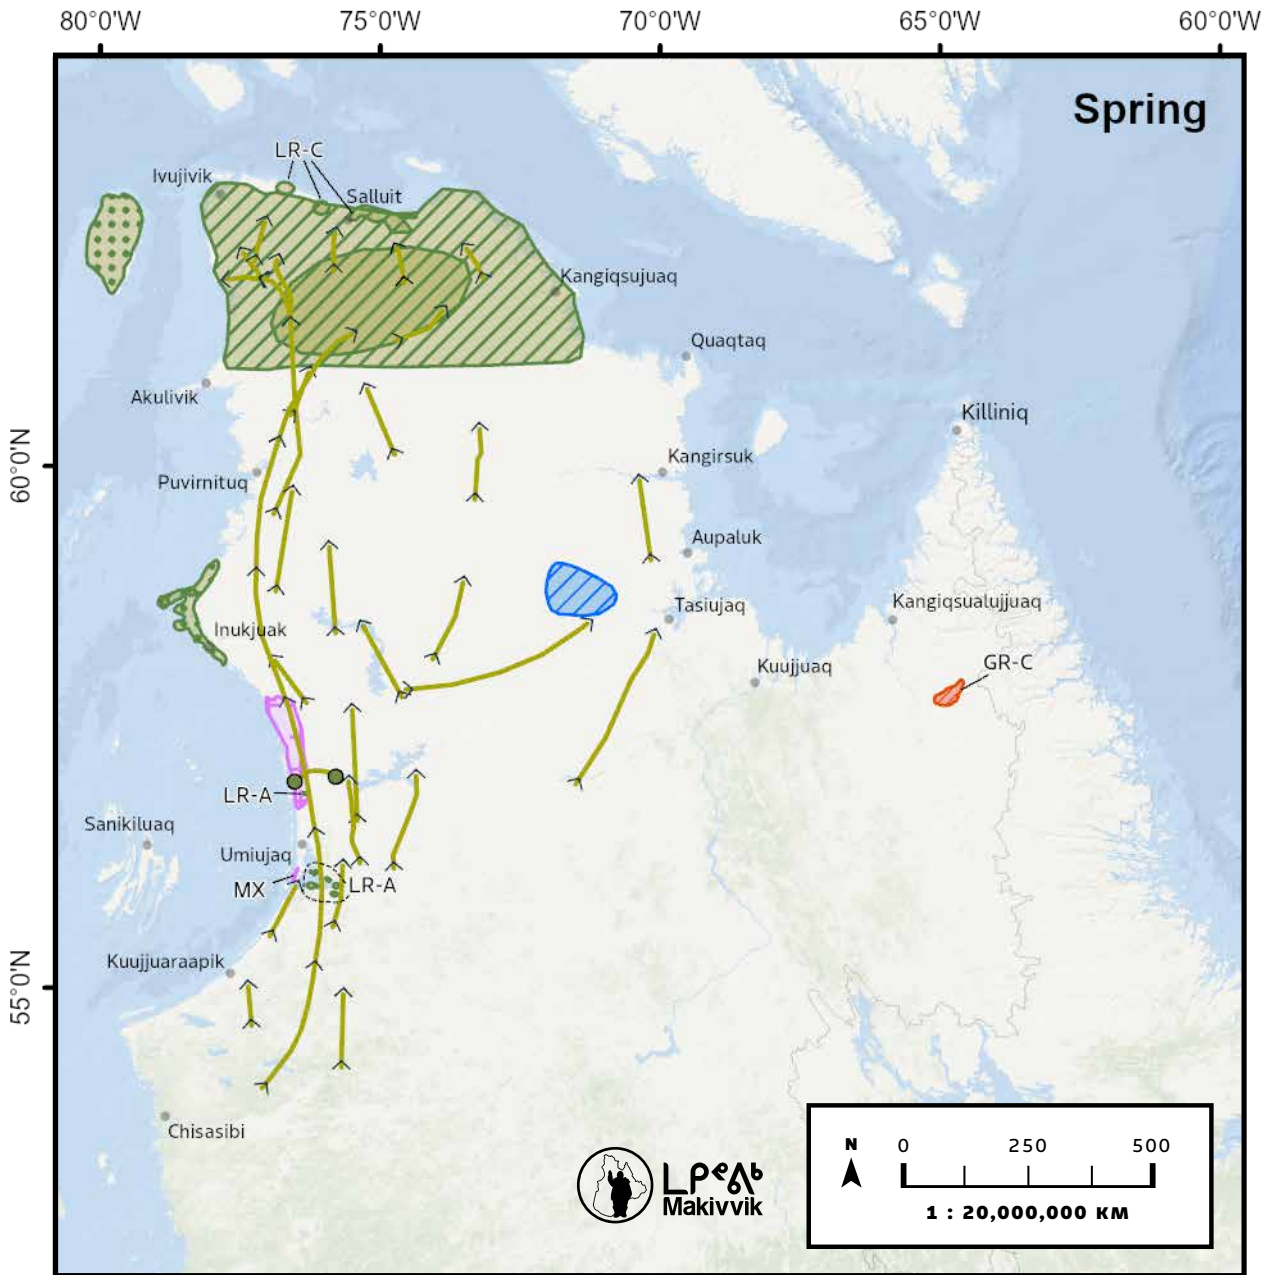 80°0'W
75°0'W
70°0'W
65°0'W
60°0'W
Spring
LR-C
Ivujivik
Salluit
Kangiqsujuaq
Quaqtaq
Akulivik
Killiniq
60°0'N
Kangirsuk
Puvirnituq
Aupaluk
Tasiujaq
Kangiqsualujjuaq
Inukjuak
Kuujjuaq
GR-C
LR-A
Sanikiluaq
Umiujaq
MX
LR-A
Kuujjuaraapik
55°0'N
Chisasibi
ᒪᑭᕝᕕᒃ
Makivvik
N
0
250
500
1 : 20,000,000 KM